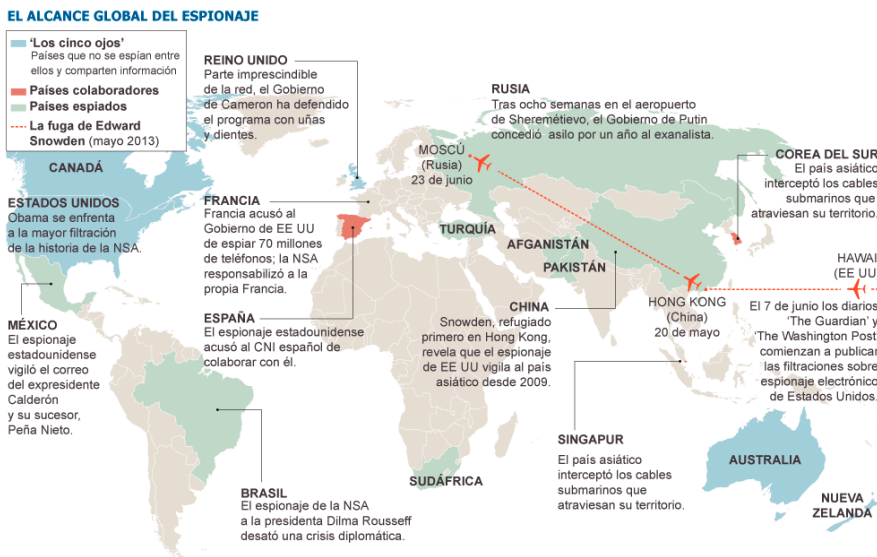 EL ALCANCE GLOBAL DEL ESPIONAJE
'Los cinco ojos'
Países que no se espían entre
ellos y comparten información
Países colaboradores
Países espiados
La fuga de Edward
Snowden (mayo 2013)
CANADÁ
ESTADOS UNIDOS
Obama se enfrenta
a la mayor filtración
de la historia de la NSA.
MÉXICO
El espionaje
estadounidense
vigiló el correo
del expresidente
Calderón
y su sucesor,
Peña Nieto.
REINO UNIDO
Parte imprescindible
de la red, el Gobierno
de Cameron ha defendido
el programa con uñas
y dientes.
FRANCIA
Francia acusó al
Gobierno de EE UU
de espiar 70 millones
de teléfonos; la NSA
responsabilizó a la
propia Francia.
ESPAÑA
El espionaje estadounidense
acusó al CNI español de
colaborar con él.
BRASIL
El espionaje de la NSA
a la presidenta Dilma Rousseff
desató una crisis diplomática.
RUSIA
Tras ocho semanas en el aeropuerto
de Sheremétievo, el Gobierno de Putin
concedió asilo por un año al exanalista.
MOSCÚ
(Rusia)
23 de junio
TURQUÍA
AFGANISTÁN
PAKISTÁN
CHINA
Snowden, refugiado
primero en Hong Kong,
revela que el espionaje
de EE UU vigila al país
asiático desde 2009.
SUDÁFRICA
COREA DEL SUR
El país asiático
interceptó los cables
submarinos que
atraviesan su territorio.
HAWAI
(EE UU
HONG KONG
(China)
20 de mayo
El 7 de junio los diarios
'The Guardian' y
'The Washington Post'
comienzan a publicar
las filtraciones sobre
espionaje electrónico
de Estados Unidos.
SINGAPUR
El país asiático
interceptó los cables
submarinos que
atraviesan su territorio.
AUSTRALIA
NUEVA
ZELANDA